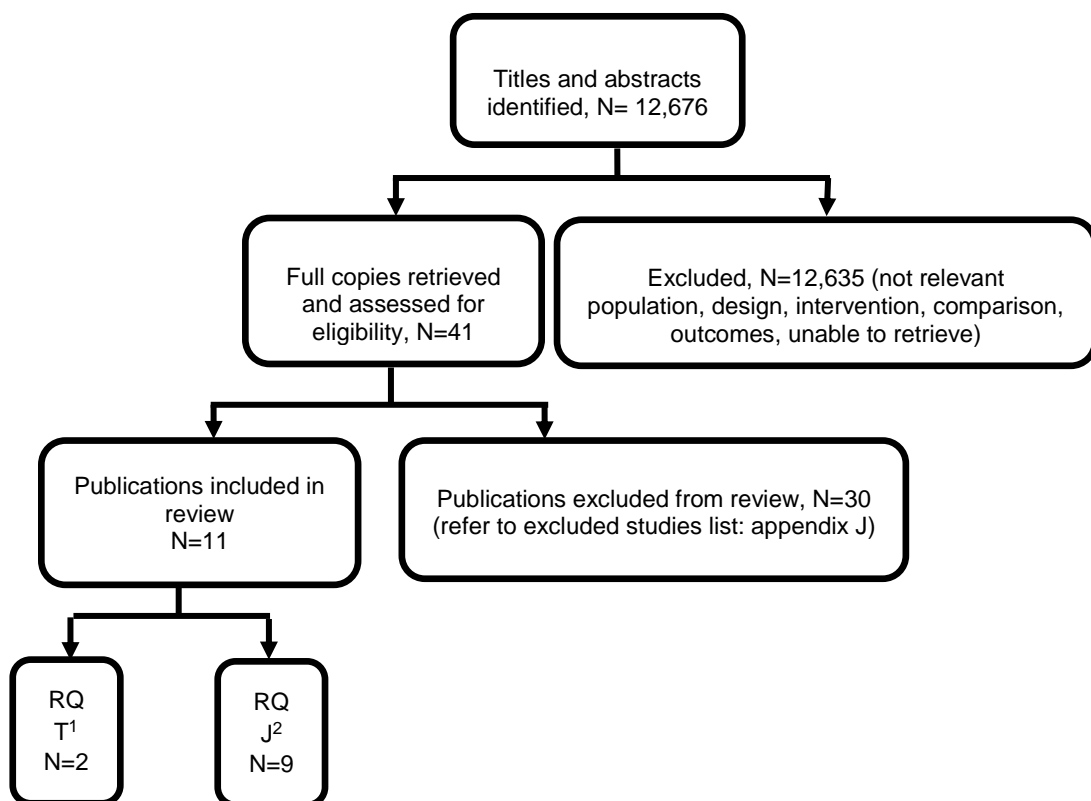 Titles and abstracts
identified, N= 12,676
Full copies retrieved
and assessed for
eligibility, N=41
Excluded, N=12,635 (not relevant
population, design, intervention, comparison,
outcomes, unable to retrieve)
Publications included in
review
N=11
Publications excluded from review, N=30
(refer to excluded studies list: appendix J)
RQ
T¹
N=2
RQ
J²
N=9